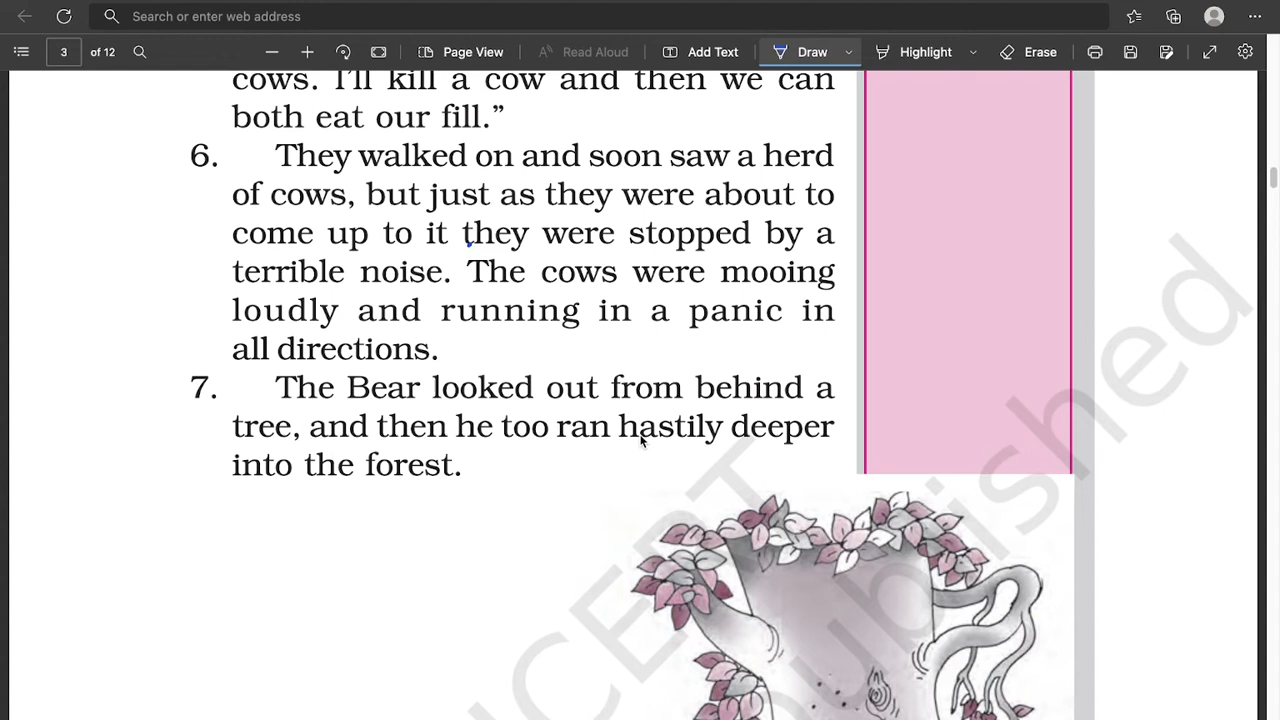 Search or enter web address
3 of 12 Page View Read Aloud Add Text Draw Highlight Erase
cows. I'll kill a cow and then we can
both eat our fill.”
6. They walked on and soon saw a herd
of cows, but just as they were about to
come up to it they were stopped by a
terrible noise. The cows were mooing
loudly and running in a panic in
all directions.
7. The Bear looked out from behind a
tree, and then he too ran hastily deeper
into the forest.
NCERT
published